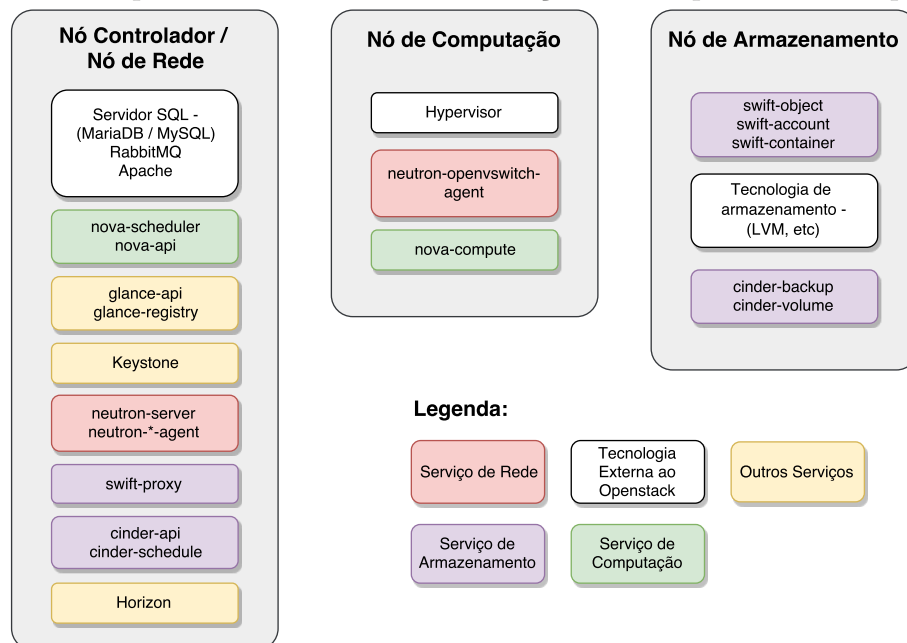 Nó Controlador /
Nó de Rede
Servidor SQL -
(MariaDB / MySQL)
RabbitMQ
Apache
nova-scheduler
nova-api
glance-api
glance-registry
Keystone
neutron-server
neutron-*-agent
swift-proxy
cinder-api
cinder-schedule
Horizon
Nó de Computação
Hypervisor
neutron-openvswitch-
agent
nova-compute
Nó de Armazenamento
swift-object
swift-account
swift-container
Tecnologia de
armazenamento -
(LVM, etc)
cinder-backup
cinder-volume
Legenda:
Serviço de Rede
Tecnologia
Externa ao
Openstack
Outros Serviços
Serviço de
Armazenamento
Serviço de
Computação